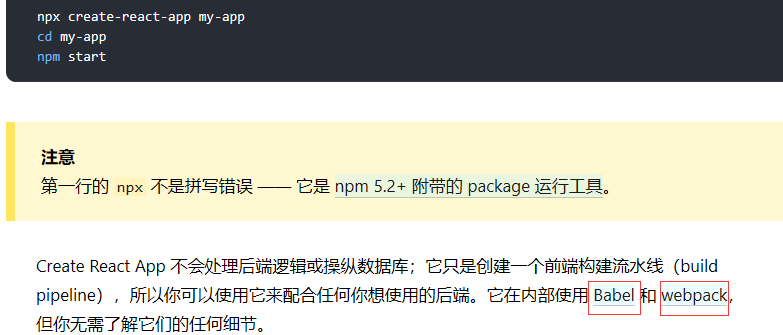 npx create-react-app my-app
cd my-app
npm start
注意
第一行的 npx 不是拼写错误 —— 它是 npm 5.2+ 附带的 package 运行工具。
Create React App 不会处理后端逻辑或操纵数据库；它只是创建一个前端构建流水线（build
pipeline），所以你可以使用它来配合任何你想使用的后端。它在内部使用 Babel 和 webpack，
但你无需了解它们的任何细节。